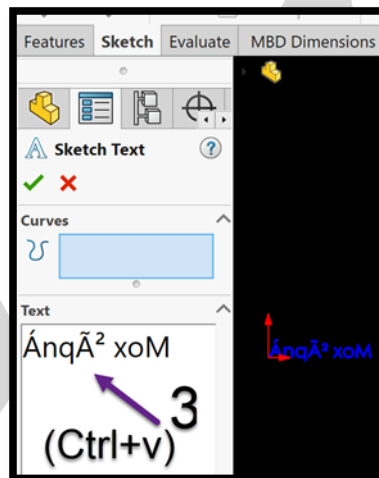 Features Sketch Evaluate MBD Dimensions
Sketch Text ?
Curves
Text
ÁnqÃ² xoM
3
(Ctrl+v)
ÁnqÃ² xoM